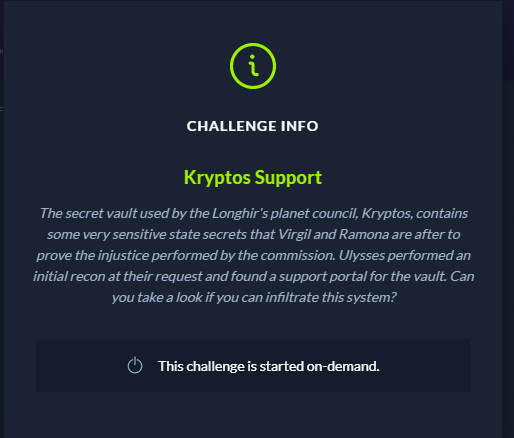 CHALLENGE INFO
Kryptos Support
The secret vault used by the Longhir's planet council, Kryptos, contains
some very sensitive state secrets that Virgil and Ramona are after to
prove the injustice performed by the commission. Ulysses performed an
initial recon at their request and found a support portal for the vault. Can
you take a look if you can infiltrate this system?
This challenge is started on-demand.